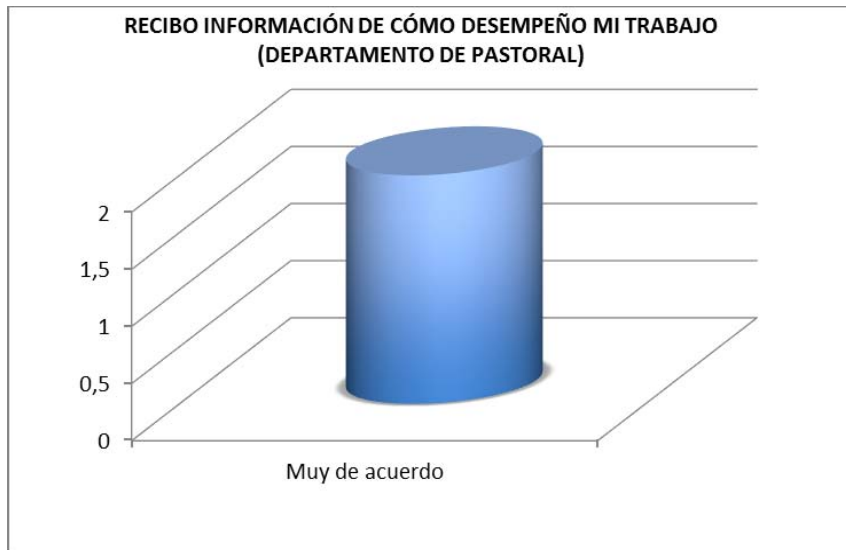 RECIBO INFORMACIÓN DE CÓMO DESEMPEÑO MI TRABAJO
(DEPARTAMENTO DE PASTORAL)
2
1,5
1
0,5
0
Muy de acuerdo